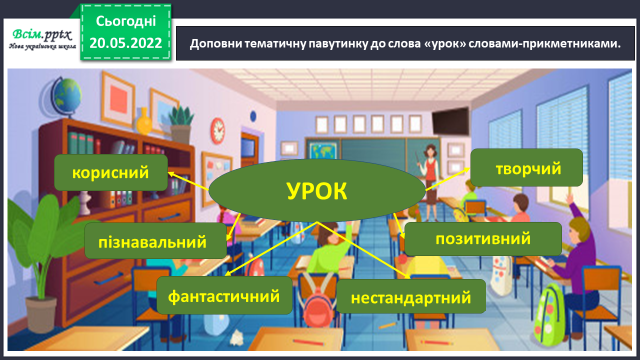 Всім.pptx
Нова українська школа
Сьогодні
20.05.2022
Доповни тематичну павутинку до слова «урок» словами-прикметниками.
корисний
УРОК
творчий
пізнавальний
позитивний
фантастичний
нестандартний